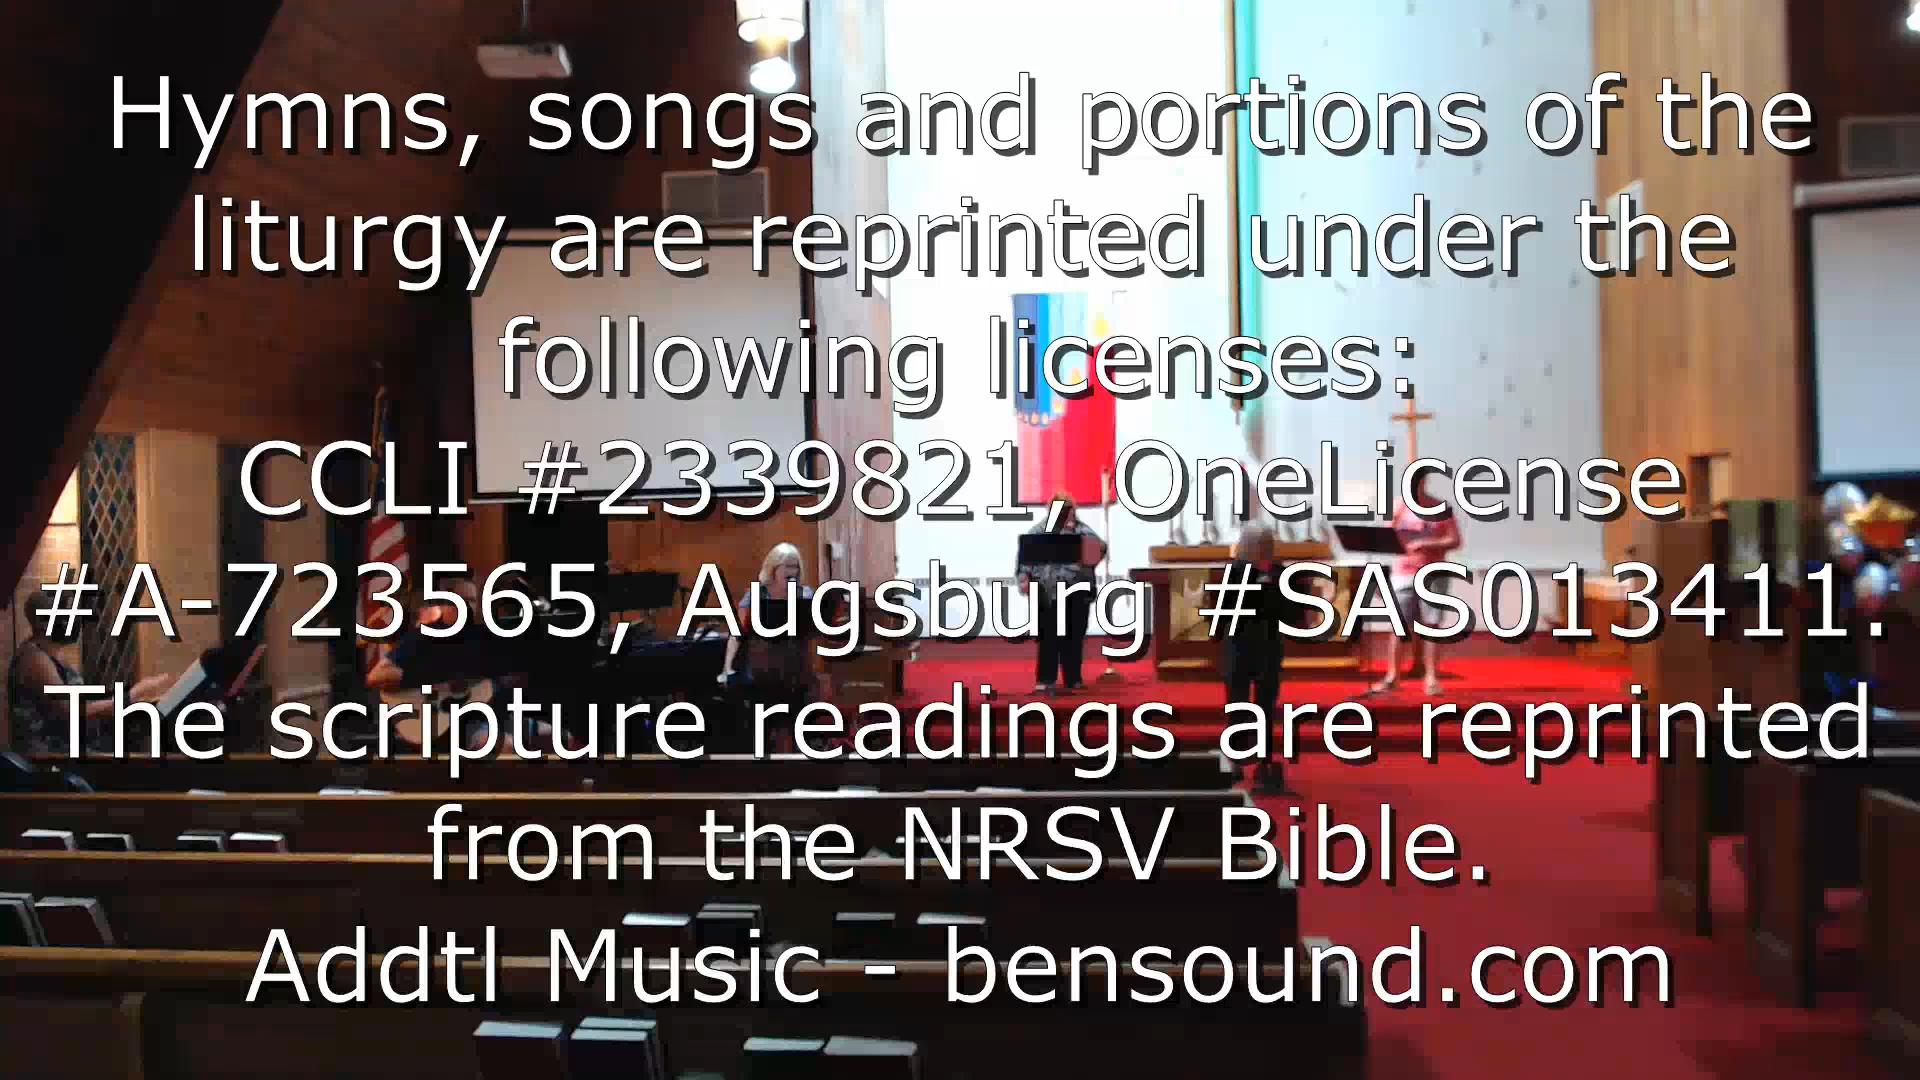 Hymns, songs and portions of the
liturgy are reprinted under the
following licenses:
CCLI #2339821, OneLicense
#A-723565, Augsburg #SAS013411.
The scripture readings are reprinted
from the NRSV Bible.
Addtl Music - bensound.com